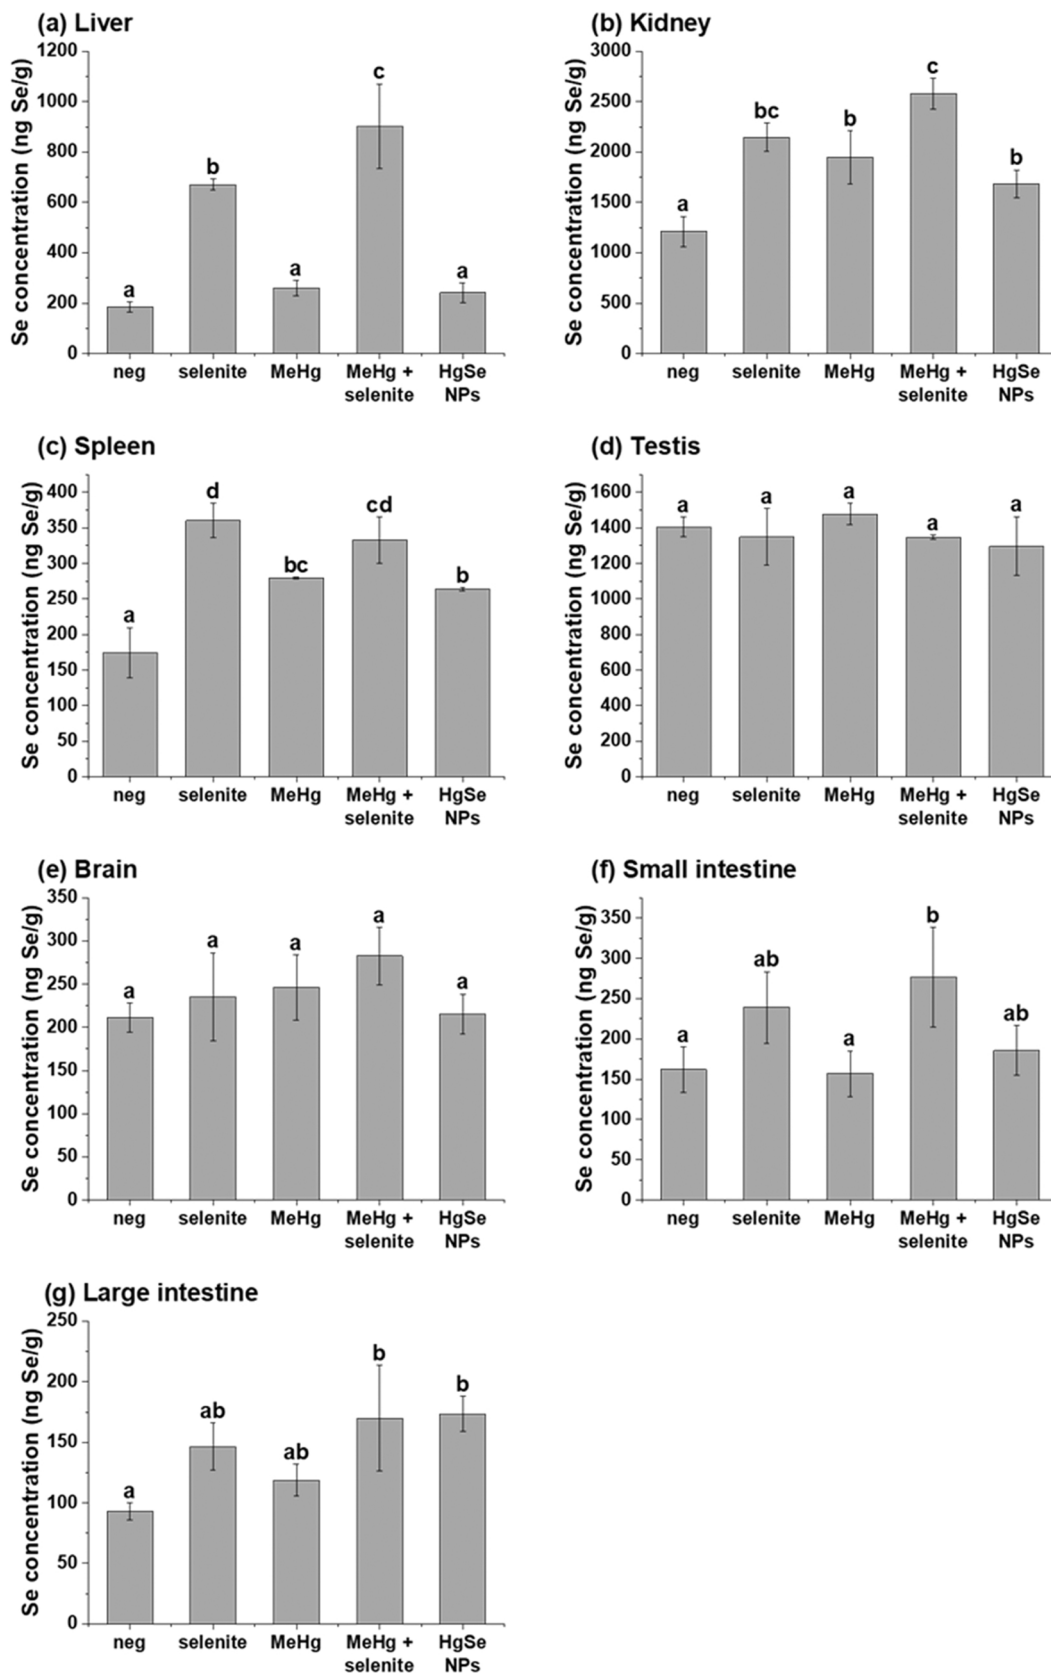 (a) Liver
Se concentration (ng Se/g)
1200
1000
800
600
400
200
0
a
b
a
c
a
neg selenite MeHg MeHg + HgSe
selenite NPs
(b) Kidney
Se concentration (ng Se/g)
3000
2500
2000
1500
1000
500
0
a
bc
b
c
b
neg selenite MeHg MeHg + HgSe
selenite NPs
(c) Spleen
Se concentration (ng Se/g)
400
350
300
250
200
150
100
50
0
a
d
bc
cd
b
neg selenite MeHg MeHg + HgSe
selenite NPs
(d) Testis
Se concentration (ng Se/g)
1600
1400
1200
1000
800
600
400
200
0
a
a
a
a
a
neg selenite MeHg MeHg + HgSe
selenite NPs
(e) Brain
Se concentration (ng Se/g)
350
300
250
200
150
100
50
0
a
a
a
a
a
neg selenite MeHg MeHg + HgSe
selenite NPs
(f) Small intestine
Se concentration (ng Se/g)
350
300
250
200
150
100
50
0
a
ab
a
b
ab
neg selenite MeHg MeHg + HgSe
selenite NPs
(g) Large intestine
Se concentration (ng Se/g)
250
200
150
100
50
0
a
ab
ab
b
b
neg selenite MeHg MeHg + HgSe
selenite NPs